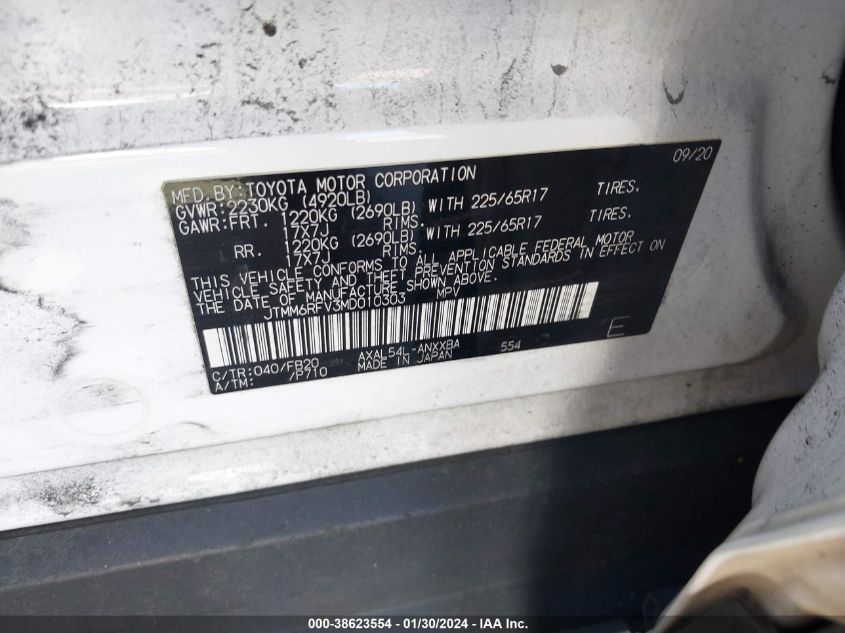 09/20
MFD. BY: TOYOTA MOTOR CORPORATION
GVWR: 2230KG (4920LB)
GAWR: FRT. 1220KG (2690LB) WITH 225/65R17 TIRES.
17X7J RIMS.
RR. 1220KG (2690LB) WITH 225/65R17 TIRES.
17X7J RIMS.
THIS VEHICLE CONFORMS TO ALL APPLICABLE FEDERAL MOTOR
VEHICLE SAFETY AND THEFT PREVENTION STANDARDS IN EFFECT ON
THE DATE OF MANUFACTURE SHOWN ABOVE.
JTMM6RFV3MD010303 MPV
E
C/TR: 040/FB20 AXAL54L-ANXXBA 554
A/TM: /P710 MADE IN JAPAN
000-38623554 / 01/30/2024 - IAA Inc.